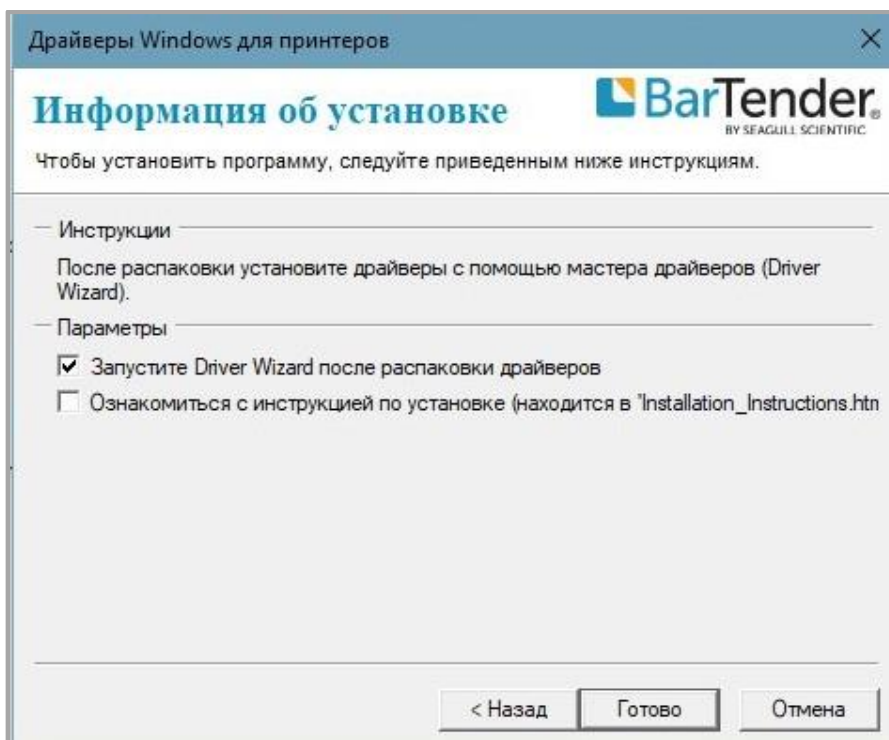 Драйверы Windows для принтеров
Информация об установке
BarTender®
BY SEAGULL SCIENTIFIC
Чтобы установить программу, следуйте приведенным ниже инструкциям.
Инструкции
После распаковки установите драйверы с помощью мастера драйверов (Driver
Wizard).
Параметры
Запустите Driver Wizard после распаковки драйверов
Ознакомиться с инструкцией по установке (находится в 'Installation_Instructions.htm
< Назад
Готово
Отмена